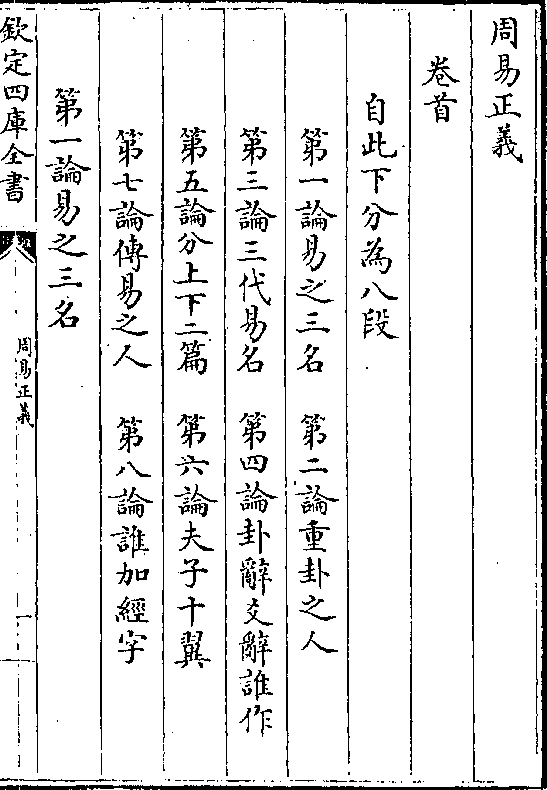 周易正義
卷首
自此下分為八段
第一論易之三名 第二論重卦之人
第三論三代易名 第四論卦辭爻辭誰作
第五論分上下二篇 第六論夫子十翼
第七論傳易之人 第八論誰加經字
第一論易之三名
欽定四庫全書
周易正義
一